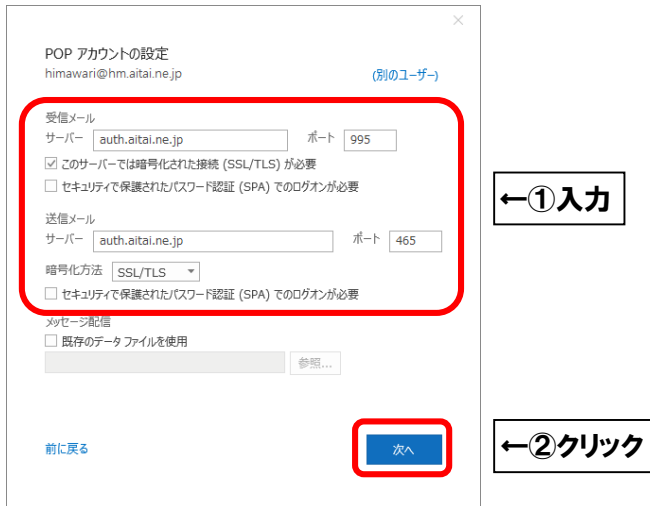 POP アカウントの設定
himawari@hm.aitai.ne.jp (別のユーザー)
受信メール
サーバー auth.aitai.ne.jp ポート 995
このサーバーでは暗号化された接続 (SSL/TLS) が必要
セキュリティで保護されたパスワード認証 (SPA) でのログオンが必要
←①入力
送信メール
サーバー auth.aitai.ne.jp ポート 465
暗号化方法 SSL/TLS
セキュリティで保護されたパスワード認証 (SPA) でのログオンが必要
メッセージ配信
既存のデータ ファイルを使用
参照...
前に戻る 次へ
←②クリック